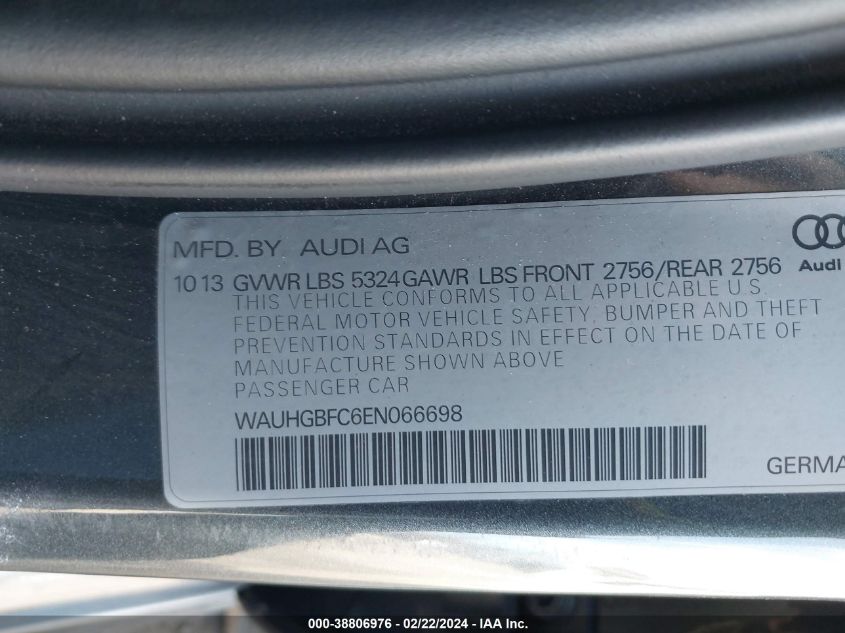 MFD. BY AUDI AG
Audi
10 13 GVWR LBS 5324 GAWR LBS FRONT 2756/REAR 2756
THIS VEHICLE CONFORMS TO ALL APPLICABLE U.S.
FEDERAL MOTOR VEHICLE SAFETY, BUMPER AND THEFT
PREVENTION STANDARDS IN EFFECT ON THE DATE OF
MANUFACTURE SHOWN ABOVE
PASSENGER CAR
WAUHGBFC6EN066698
GERMA
000-38806976 - 02/22/2024 - IAA Inc.